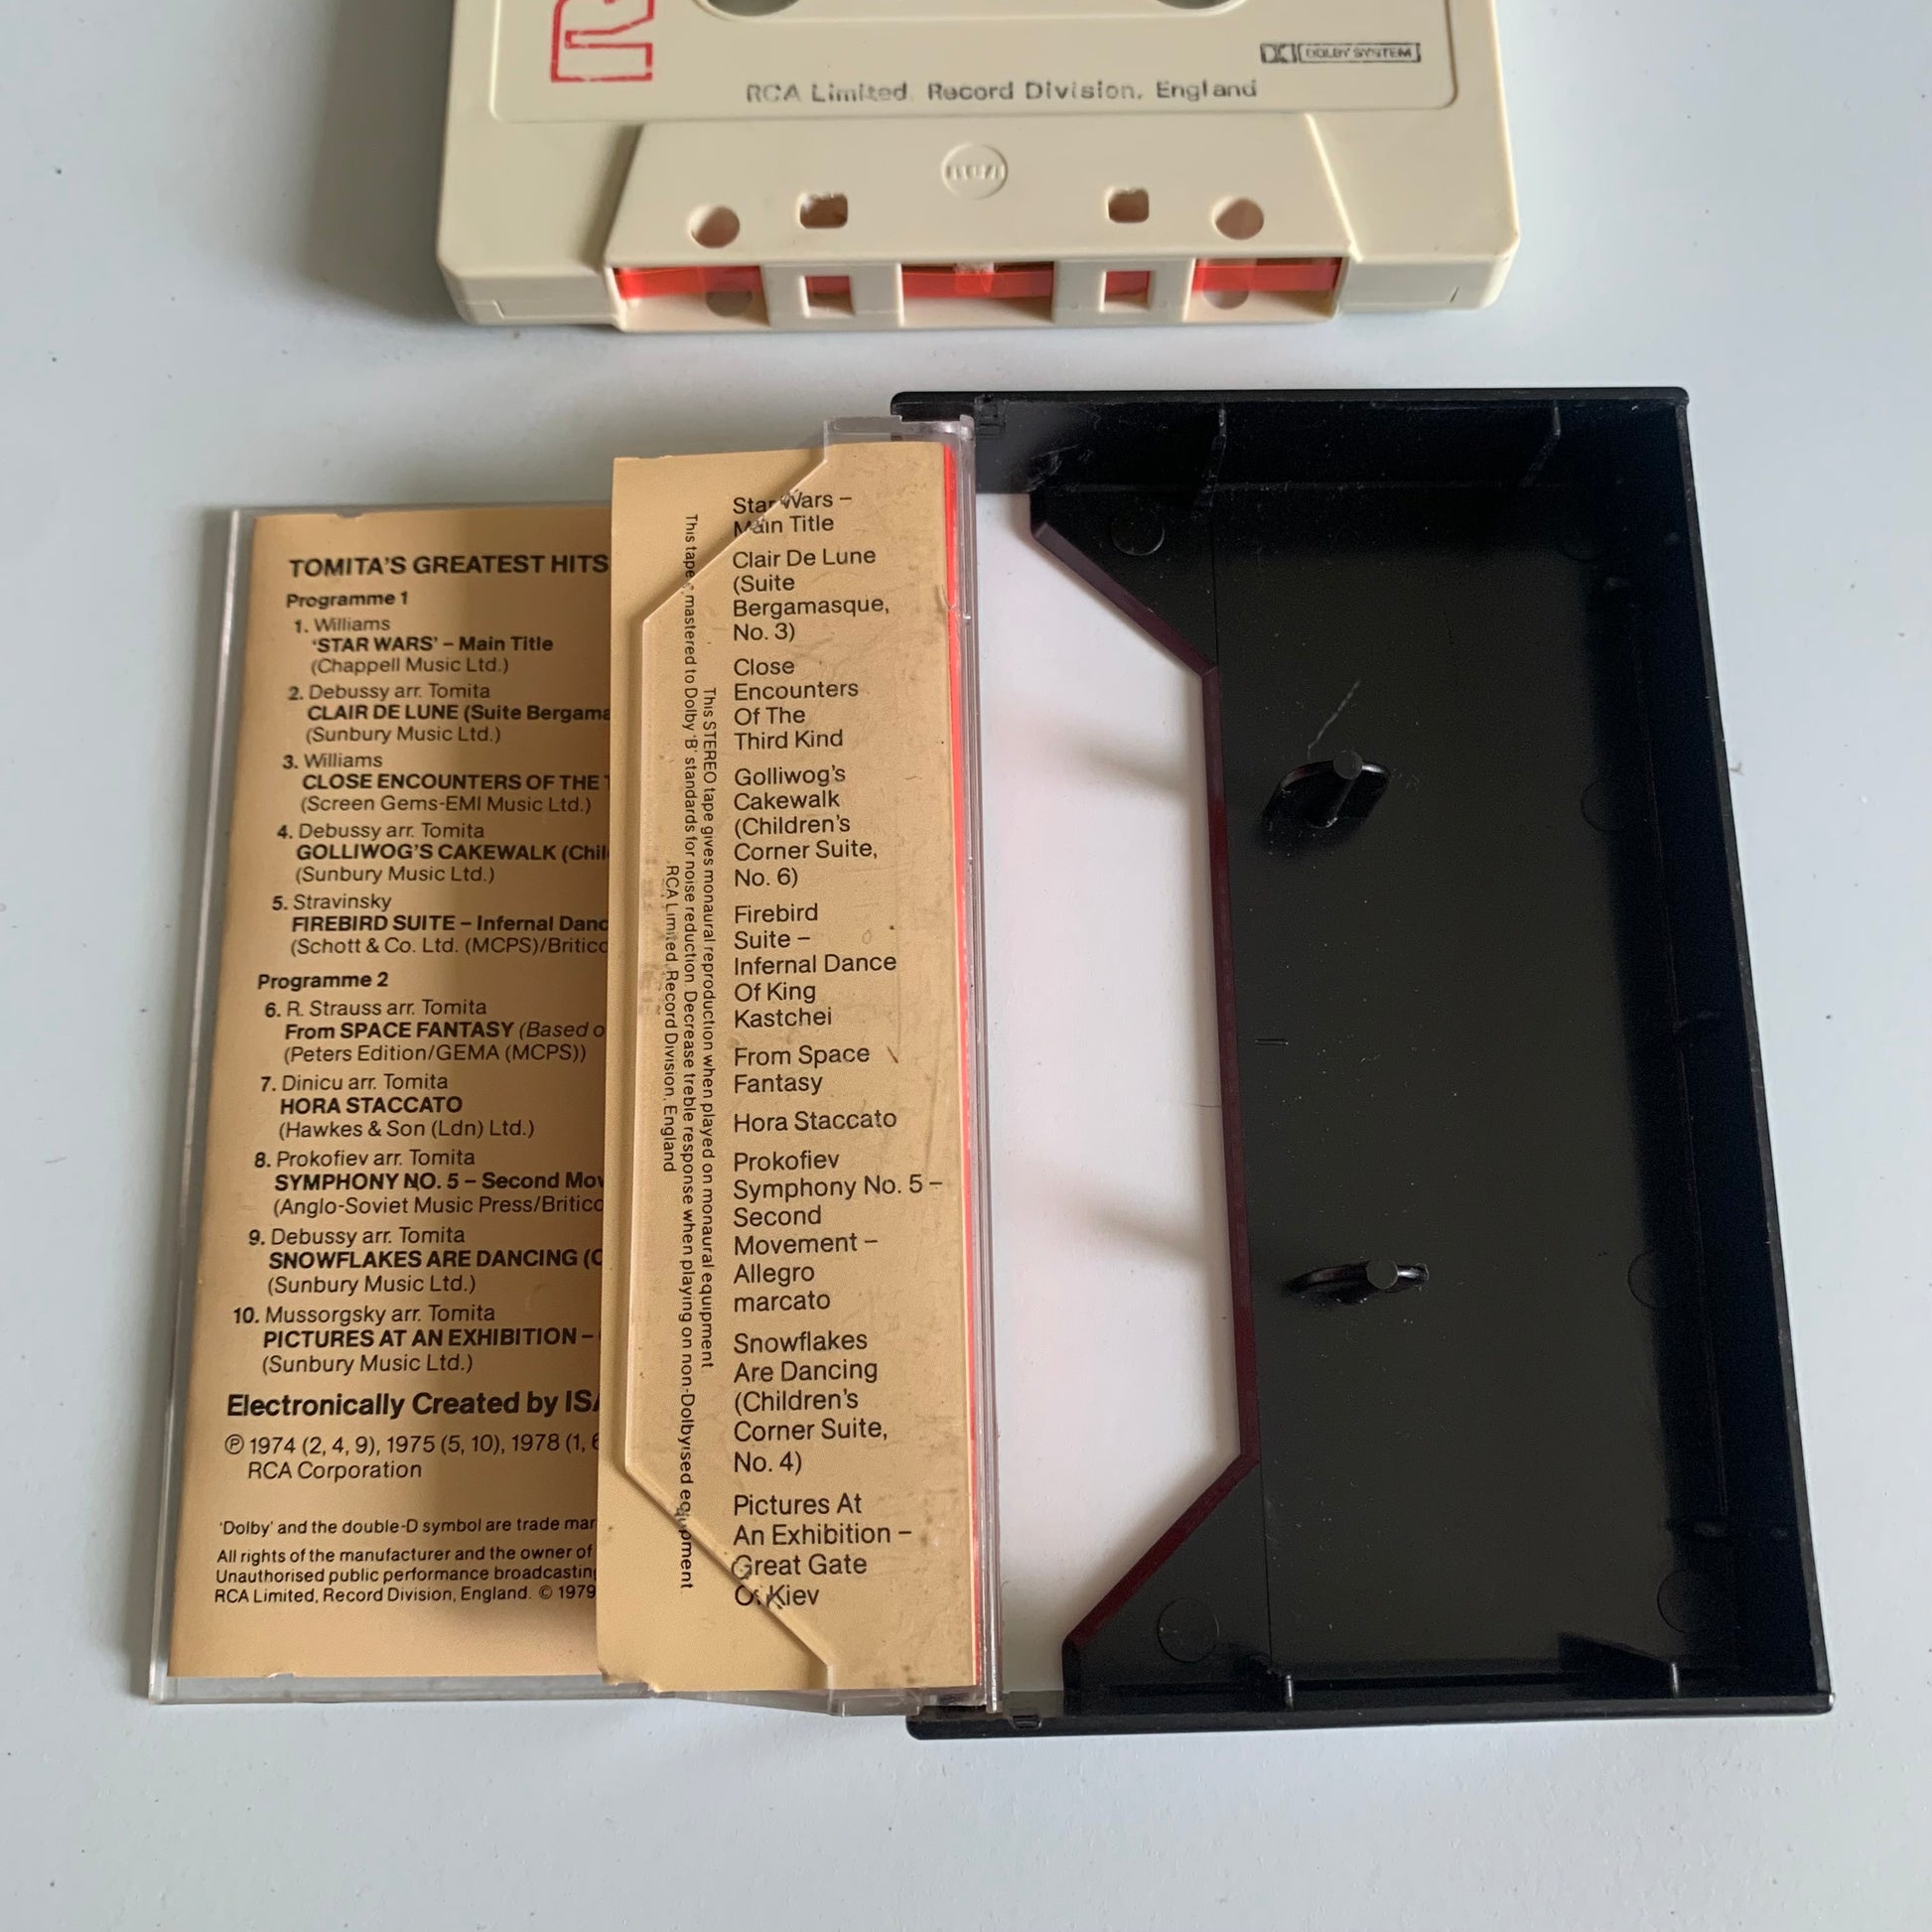 DOLBY SYSTEM
RCA Limited, Record Division, England
RCA
TOMITA'S GREATEST HITS
Programme 1
1. Williams
'STAR WARS' – Main Title
(Chappell Music Ltd.)
2. Debussy arr. Tomita
CLAIR DE LUNE (Suite
(Sunbury Music Ltd.)
3. Williams
CLOSE ENCOUNTERS OF THE
(Screen Gems-EMI Music Ltd.)
4. Debussy arr. Tomita
GOLLIWOG'S CAKEWALK
(Sunbury Music Ltd.)
5. Stravinsky
FIREBIRD SUITE – Infernal
(Schott & Co. Ltd. (MCPS)/
Programme 2
6. R. Strauss arr. Tomita
From SPACE FANTASY (Based
(Peters Edition/GEMA (MCPS))
7. Dinicu arr. Tomita
HORA STACCATO
(Hawkes & Son (Ldn) Ltd.)
8. Prokofiev arr. Tomita
SYMPHONY NO. 5 – Second
(Anglo-Soviet Music Press/
9. Debussy arr. Tomita
SNOWFLAKES ARE DANCING
(Sunbury Music Ltd.)
10. Mussorgsky arr. Tomita
PICTURES AT AN EXHIBITION –
(Sunbury Music Ltd.)
Electronically Created by
℗ 1974 (2, 4, 9), 1975 (5, 10), 1978 (1,
RCA Corporation
'Dolby' and the double-D symbol are trade
All rights of the manufacturer and the owner of
Unauthorised public performance broadcasting
RCA Limited, Record Division, England. © 1979
This STEREO tape gives monaural reproduction when played on monaural equipment
This tape is mastered to Dolby 'B' standards for noise reduction. Decrease treble response when playing on non-Dolbyised equipment.
RCA Limited, Record Division, England
Star Wars –
Main Title
Clair De Lune
(Suite
Bergamasque,
No. 3)
Close
Encounters
Of The
Third Kind
Golliwog's
Cakewalk
(Children's
Corner Suite,
No. 6)
Firebird
Suite –
Infernal Dance
Of King
Kastchei
From Space
Fantasy
Hora Staccato
Prokofiev
Symphony No. 5 –
Second
Movement –
Allegro
marcato
Snowflakes
Are Dancing
(Children's
Corner Suite,
No. 4)
Pictures At
An Exhibition –
Great Gate
Of Kiev